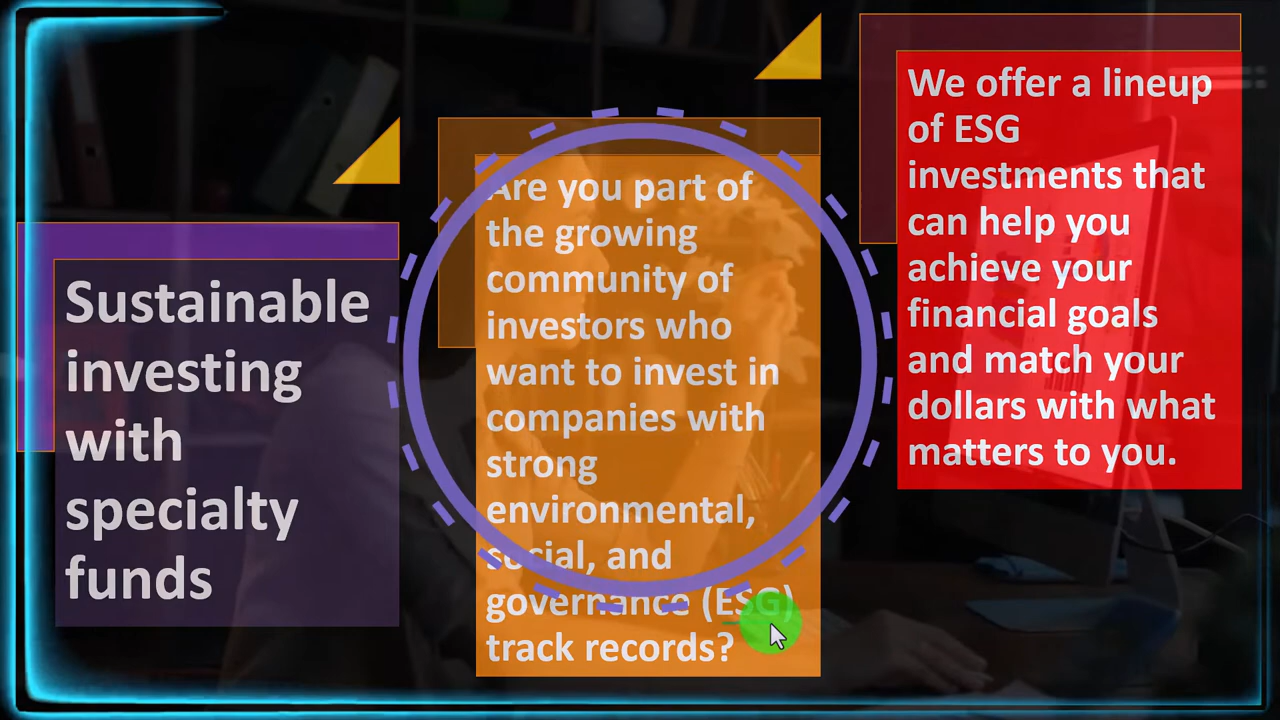 Sustainable
investing
with
specialty
funds
Are you part of
the growing
community of
investors who
want to invest in
companies with
strong
environmental,
social, and
governance (ESG)
track records?
We offer a lineup
of ESG
investments that
can help you
achieve your
financial goals
and match your
dollars with what
matters to you.